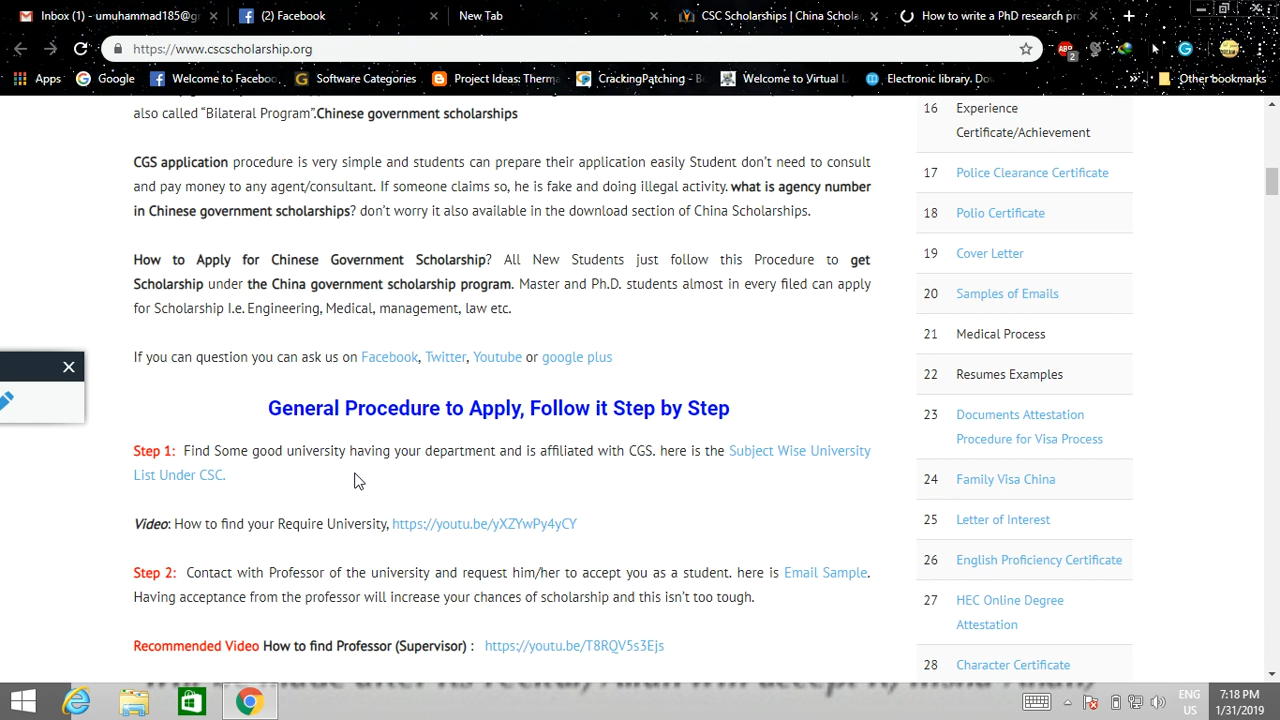 Inbox (1) - umuhammad185@g
(2) Facebook
New Tab
CSC Scholarships | China Schola
How to write a PhD research pr
https://www.cscscholarship.org
2
Apps
Google
Welcome to Faceboo
Software Categories
Project Ideas: Therma
CrackingPatching - B
Welcome to Virtual L
Electronic library. Do
Other bookmarks
also called “Bilateral Program”.Chinese government scholarships
CGS application procedure is very simple and students can prepare their application easily Student don’t need to consult
and pay money to any agent/consultant. If someone claims so, he is fake and doing illegal activity. what is agency number
in Chinese government scholarships? don’t worry it also available in the download section of China Scholarships.
How to Apply for Chinese Government Scholarship? All New Students just follow this Procedure to get
Scholarship under the China government scholarship program. Master and Ph.D. students almost in every filed can apply
for Scholarship I.e. Engineering, Medical, management, law etc.
If you can question you can ask us on Facebook, Twitter, Youtube or google plus
General Procedure to Apply, Follow it Step by Step
Step 1: Find Some good university having your department and is affiliated with CGS. here is the Subject Wise University
List Under CSC.
Video: How to find your Require University, https://youtu.be/yXZYwPy4yCY
Step 2: Contact with Professor of the university and request him/her to accept you as a student. here is Email Sample.
Having acceptance from the professor will increase your chances of scholarship and this isn’t too tough.
Recommended Video How to find Professor (Supervisor) : https://youtu.be/T8RQV5s3Ejs
16 Experience
Certificate/Achievement
17 Police Clearance Certificate
18 Polio Certificate
19 Cover Letter
20 Samples of Emails
21 Medical Process
22 Resumes Examples
23 Documents Attestation
Procedure for Visa Process
24 Family Visa China
25 Letter of Interest
26 English Proficiency Certificate
27 HEC Online Degree
Attestation
28 Character Certificate
ENG
US
7:18 PM
1/31/2019